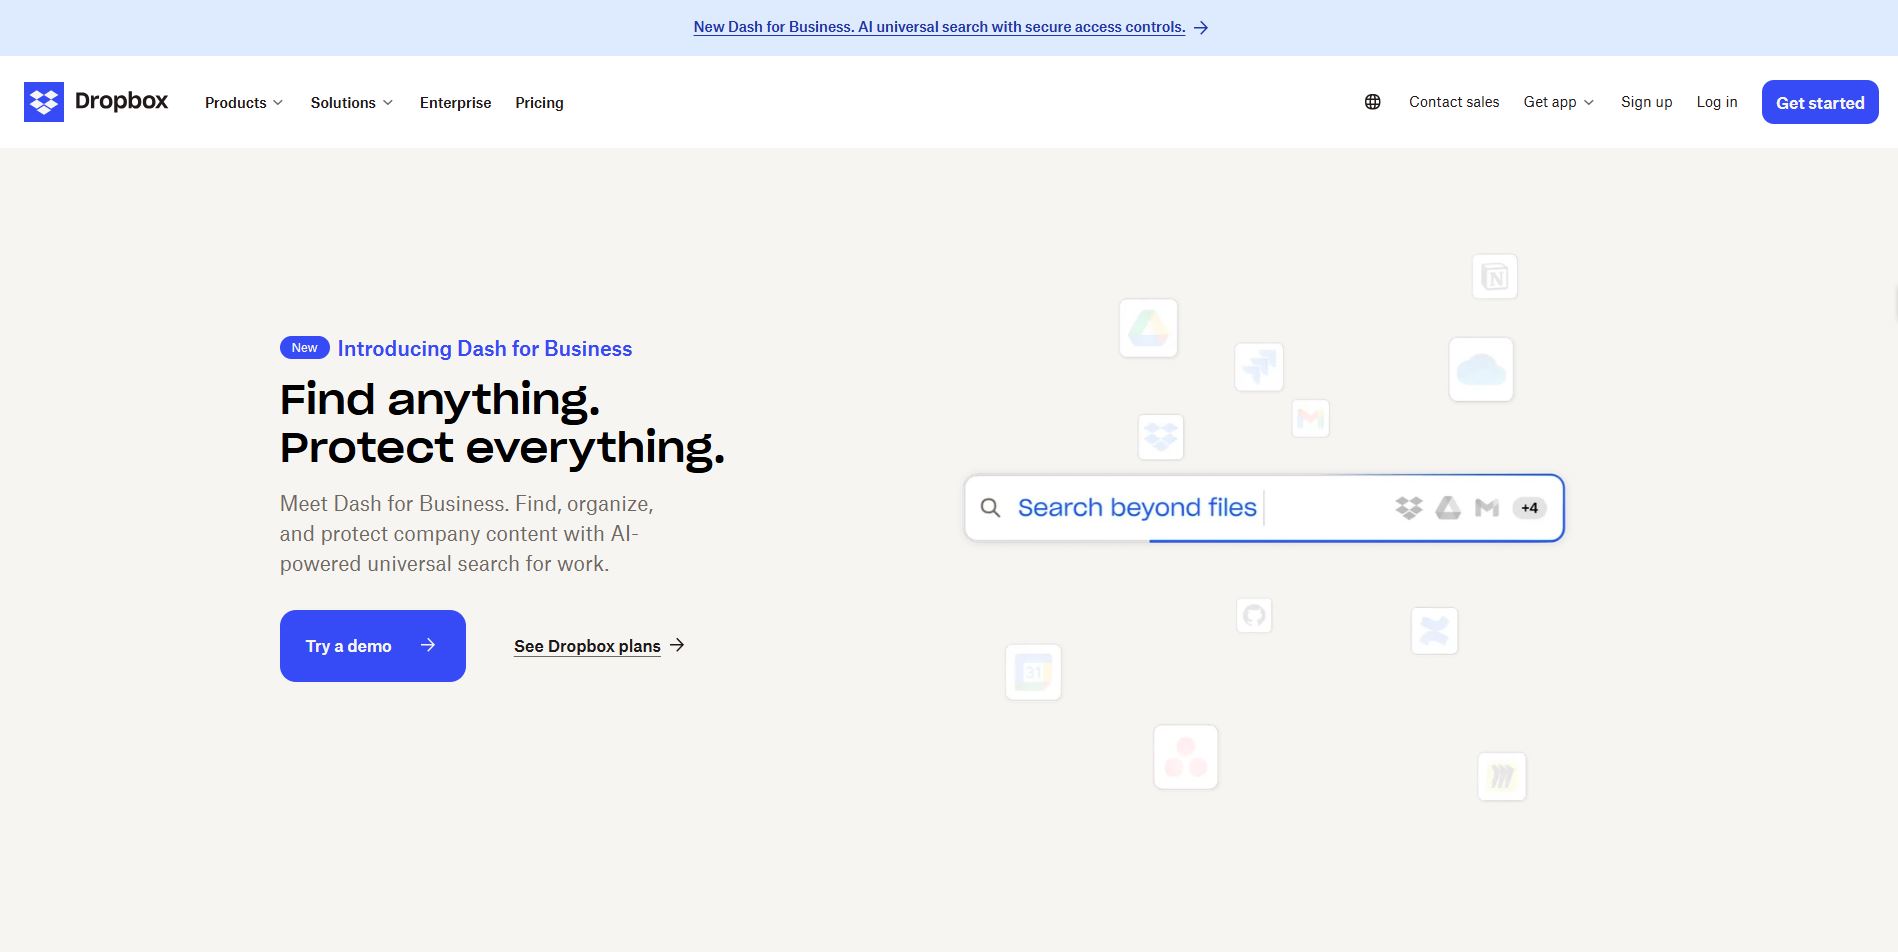 New Dash for Business. AI universal search with secure access controls.
Dropbox
Products
Solutions
Enterprise
Pricing
Contact sales
Get app
Sign up
Log in
Get started
New
Introducing Dash for Business
Find anything.
Protect everything.
Meet Dash for Business. Find, organize,
and protect company content with AI-
powered universal search for work.
Try a demo
See Dropbox plans
N
Search beyond files
+4
31